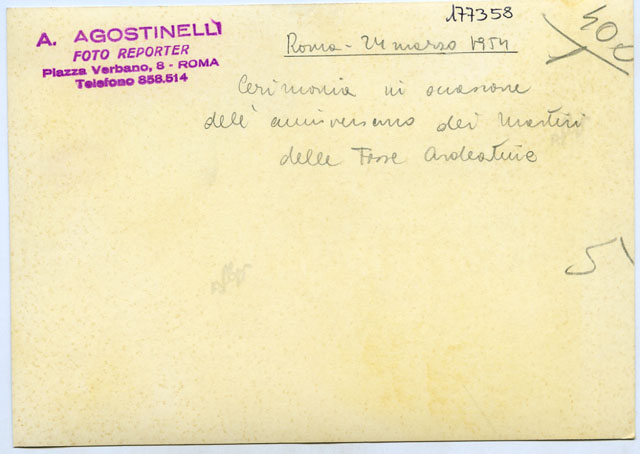 A. AGOSTINELLI
FOTO REPORTER
Piazza Verbano, 8 - ROMA
Telefono 858.514
177358
Roma - 24 marzo 1954
Cerimonia in occasione
dell' anniversario dei Martiri
delle Fosse Ardeatine
400
51